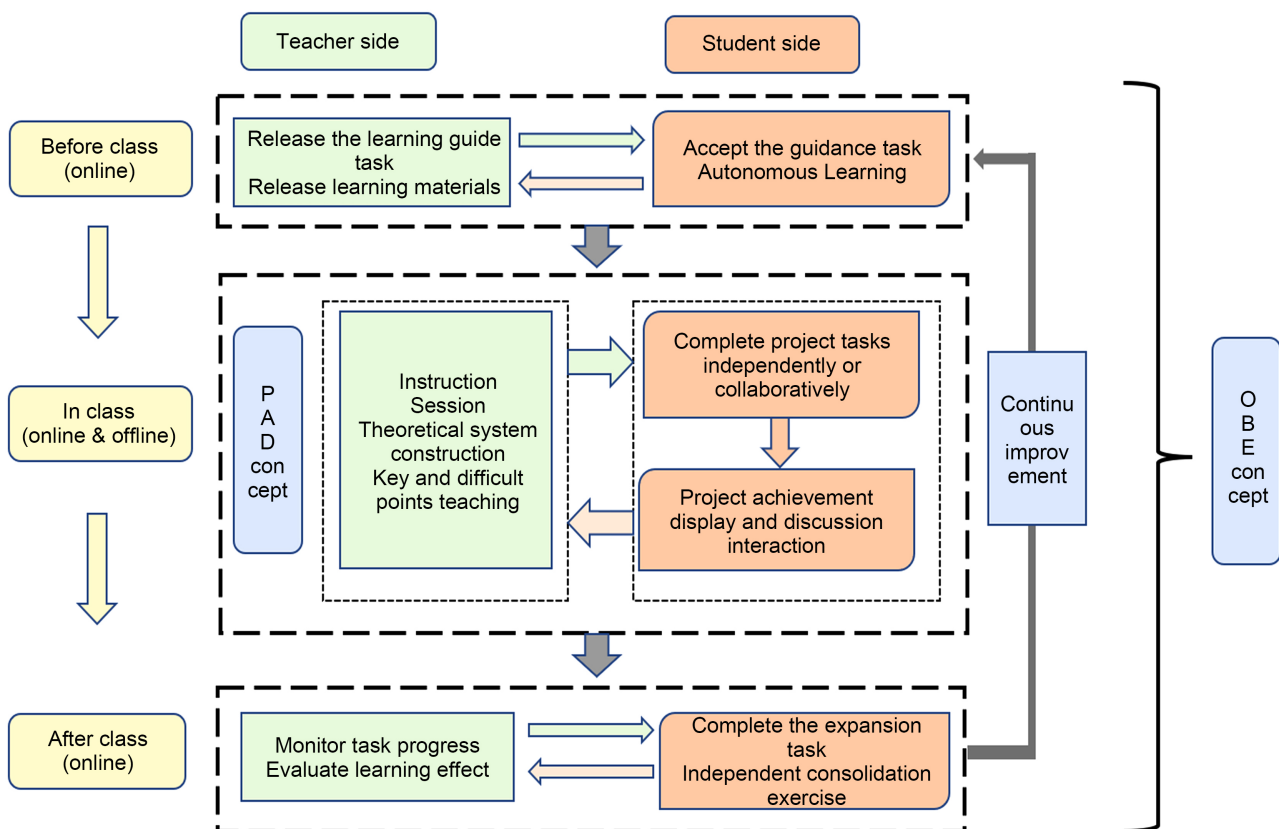 Teacher side
Student side
Before class
(online)
Release the learning guide
task
Release learning materials
Accept the guidance task
Autonomous Learning
In class
(online & offline)
P
A
D
con
cept
Instruction
Session
Theoretical system
construction
Key and difficult
points teaching
Complete project tasks
independently or
collaboratively
Project achievement
display and discussion
interaction
Continu
ous
improv
ement
O
B
E
con
cept
After class
(online)
Monitor task progress
Evaluate learning effect
Complete the expansion
task
Independent consolidation
exercise